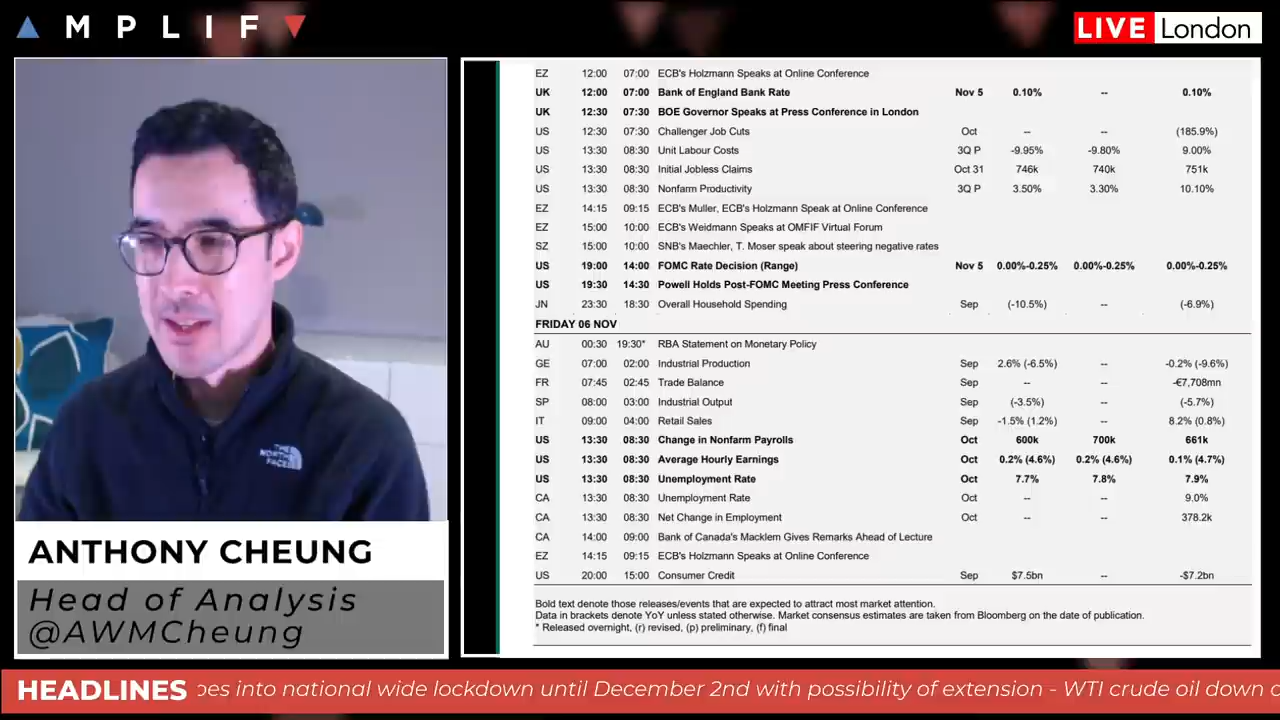 AMPLIFY
LIVE London
EZ 12:00 07:00 ECB's Holzmann Speaks at Online Conference
UK 12:00 07:00 Bank of England Bank Rate Nov 5 0.10% -- 0.10%
UK 12:30 07:30 BOE Governor Speaks at Press Conference in London
US 12:30 07:30 Challenger Job Cuts Oct -- -- (185.9%)
US 13:30 08:30 Unit Labour Costs 3Q P -9.95% -9.80% 9.00%
US 13:30 08:30 Initial Jobless Claims Oct 31 746k 740k 751k
US 13:30 08:30 Nonfarm Productivity 3Q P 3.50% 3.30% 10.10%
EZ 14:15 09:15 ECB's Muller, ECB's Holzmann Speak at Online Conference
EZ 15:00 10:00 ECB's Weidmann Speaks at OMFIF Virtual Forum
SZ 15:00 10:00 SNB's Maechler, T. Moser speak about steering negative rates
US 19:00 14:00 FOMC Rate Decision (Range) Nov 5 0.00%-0.25% 0.00%-0.25% 0.00%-0.25%
US 19:30 14:30 Powell Holds Post-FOMC Meeting Press Conference
JN 23:30 18:30 Overall Household Spending Sep (-10.5%) -- (-6.9%)
FRIDAY 06 NOV
AU 00:30 19:30* RBA Statement on Monetary Policy
GE 07:00 02:00 Industrial Production Sep 2.6% (-6.5%) -- -0.2% (-9.6%)
FR 07:45 02:45 Trade Balance Sep -- -- -€7,708mn
SP 08:00 03:00 Industrial Output Sep (-3.5%) -- (-5.7%)
IT 09:00 04:00 Retail Sales Sep -1.5% (1.2%) -- 8.2% (0.8%)
US 13:30 08:30 Change in Nonfarm Payrolls Oct 600k 700k 661k
US 13:30 08:30 Average Hourly Earnings Oct 0.2% (4.6%) 0.2% (4.6%) 0.1% (4.7%)
US 13:30 08:30 Unemployment Rate Oct 7.7% 7.8% 7.9%
CA 13:30 08:30 Unemployment Rate Oct -- -- 9.0%
CA 13:30 08:30 Net Change in Employment Oct -- -- 378.2k
CA 14:00 09:00 Bank of Canada's Macklem Gives Remarks Ahead of Lecture
EZ 14:15 09:15 ECB's Holzmann Speaks at Online Conference
US 20:00 15:00 Consumer Credit Sep $7.5bn -- -$7.2bn
Bold text denote those releases/events that are expected to attract most market attention.
Data in brackets denote YoY unless stated otherwise. Market consensus estimates are taken from Bloomberg on the date of publication.
* Released overnight, (r) revised, (p) preliminary, (f) final
THE
NORTH
FACE
ANTHONY CHEUNG
Head of Analysis
@AWMCheung
HEADLINES oes into national wide lockdown until December 2nd with possibility of extension - WTI crude oil down